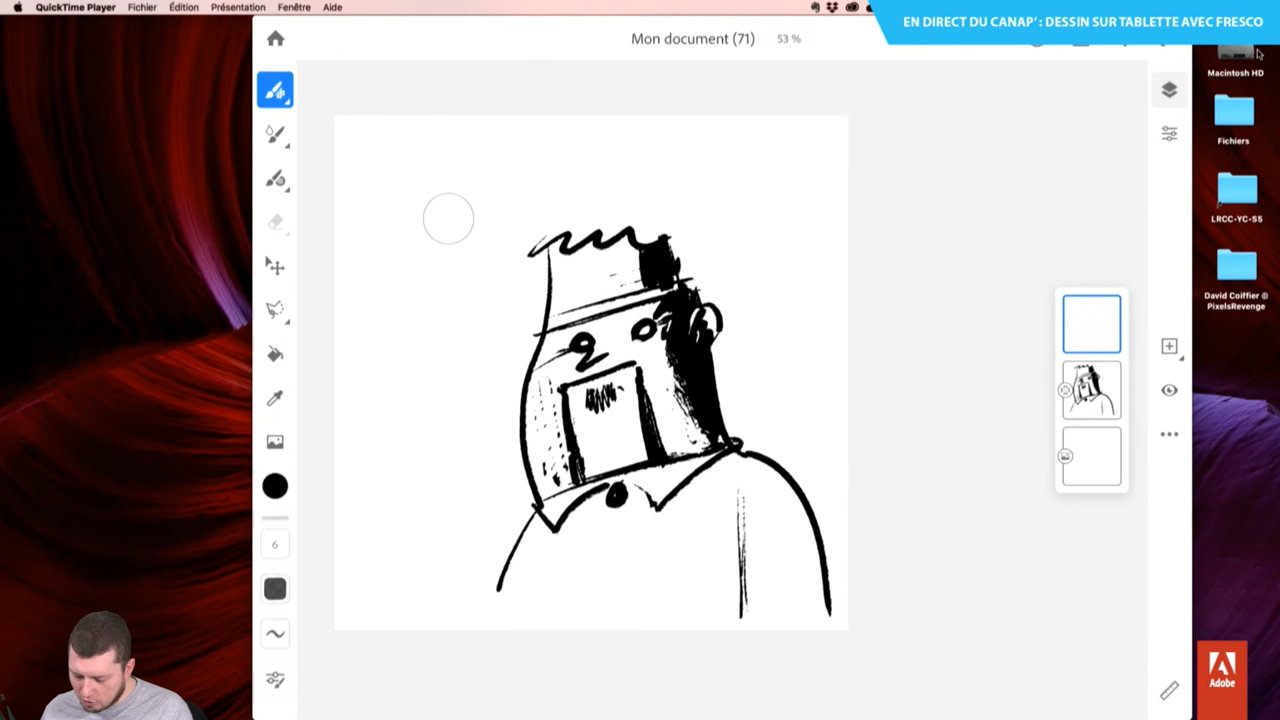 QuickTime Player Fichier Édition Présentation Fenêtre Aide
EN DIRECT DU CANAP' : DESSIN SUR TABLETTE AVEC FRESCO
Mon document (71) 53 %
Macintosh HD
Fichiers
LRCC-YC-S5
David Coiffier ©
PixelsRevenge
6
Adobe